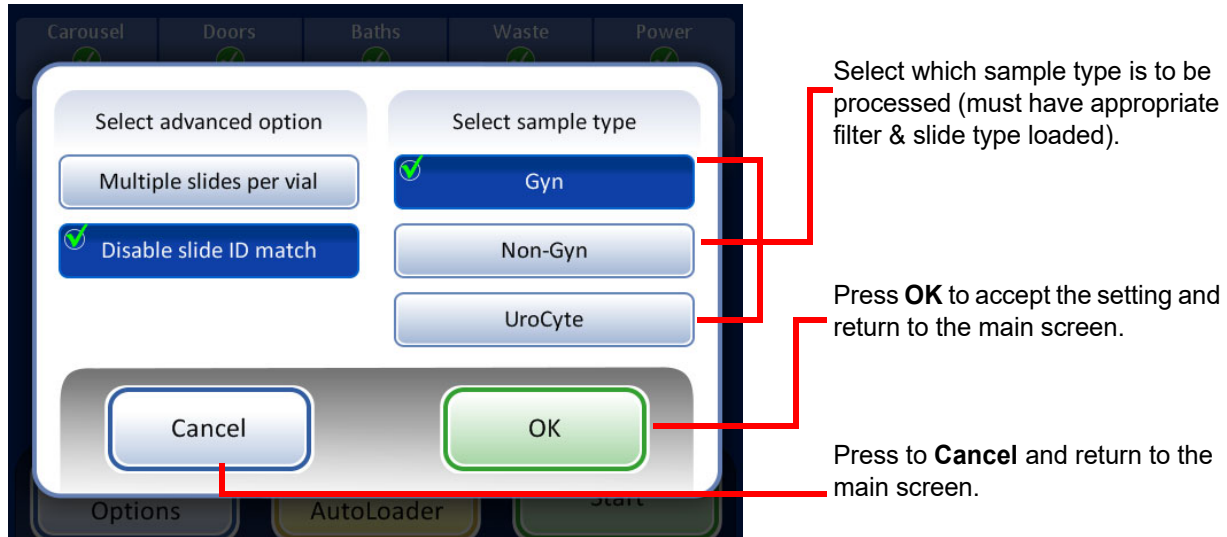 Carousel Doors Baths Waste Power
Select advanced option
Multiple slides per vial
Disable slide ID match
Select sample type
Gyn
Non-Gyn
UroCyte
Cancel
OK
Options
AutoLoader
Start
Select which sample type is to be
processed (must have appropriate
filter & slide type loaded).
Press OK to accept the setting and
return to the main screen.
Press to Cancel and return to the
main screen.